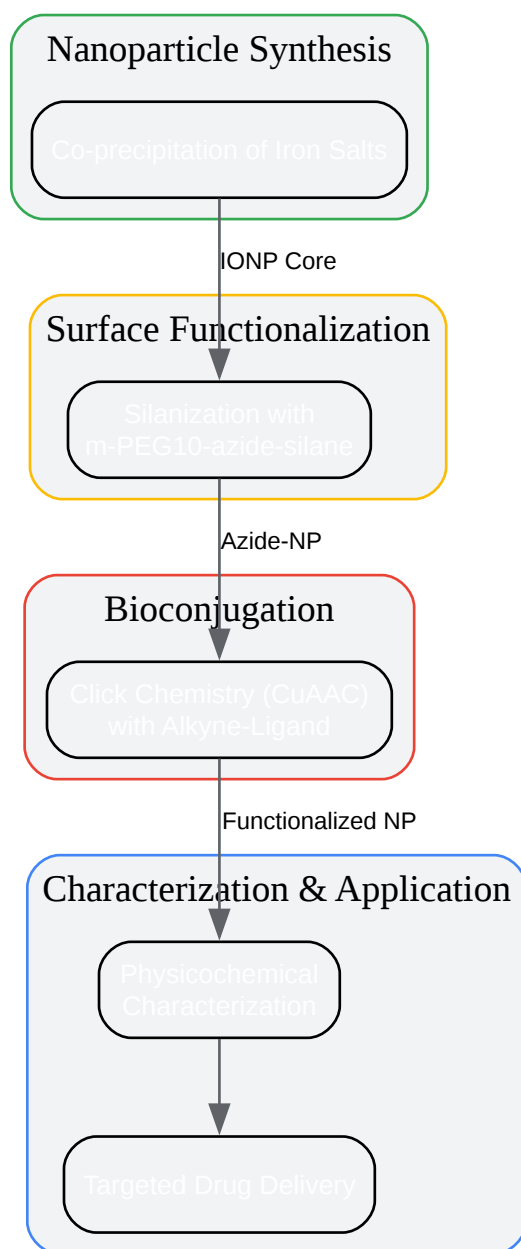 Nanoparticle Synthesis
Co-precipitation of Iron Salts
IONP Core
Surface Functionalization
Silanization with
m-PEG10-azide-silane
Azide-NP
Bioconjugation
Click Chemistry (CuAAC)
with Alkyne-Ligand
Functionalized NP
Characterization & Application
Physicochemical
Characterization
Targeted Drug Delivery